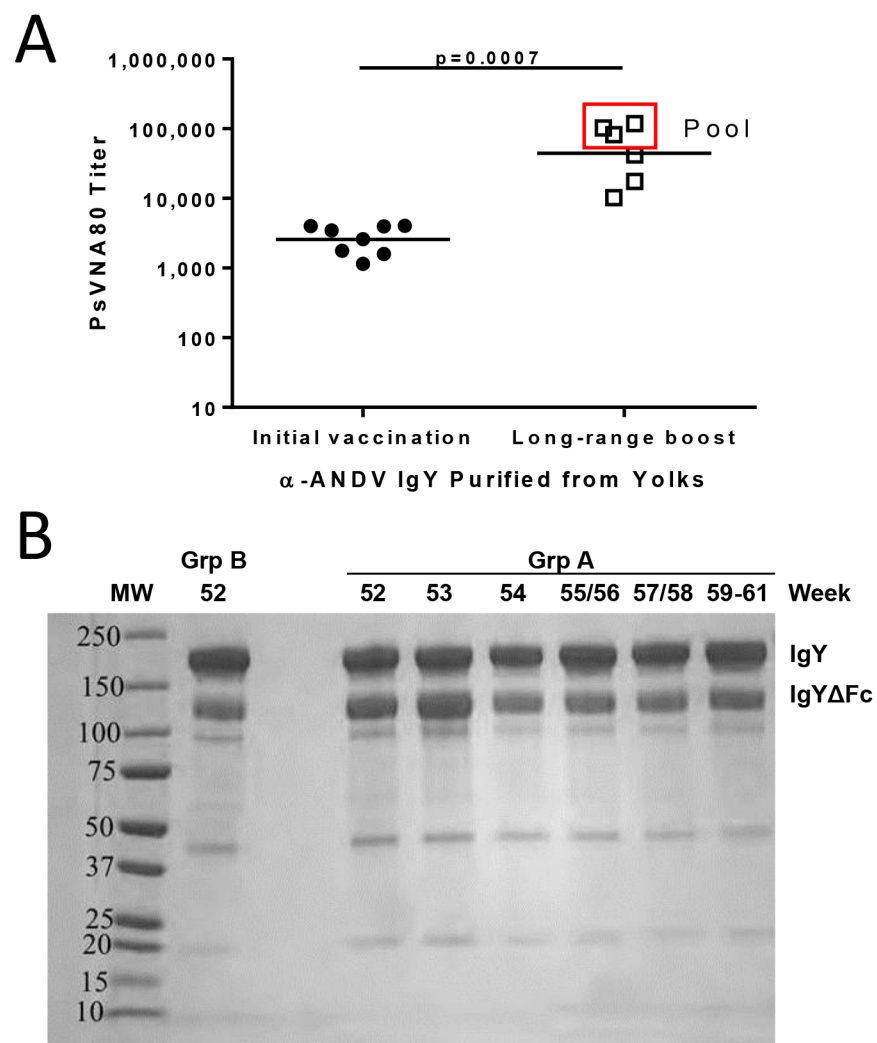 A
1,000,000
p=0.0007
100,000
Pool
10,000
1,000
100
10
PsVNA80 Titer
Initial vaccination Long-range boost
α-ANDV IgY Purified from Yolks
B
Grp B Grp A
MW 52 52 53 54 55/56 57/58 59-61 Week
250
IgY
150
IgYΔFc
100
75
50
37
25
20
15
10